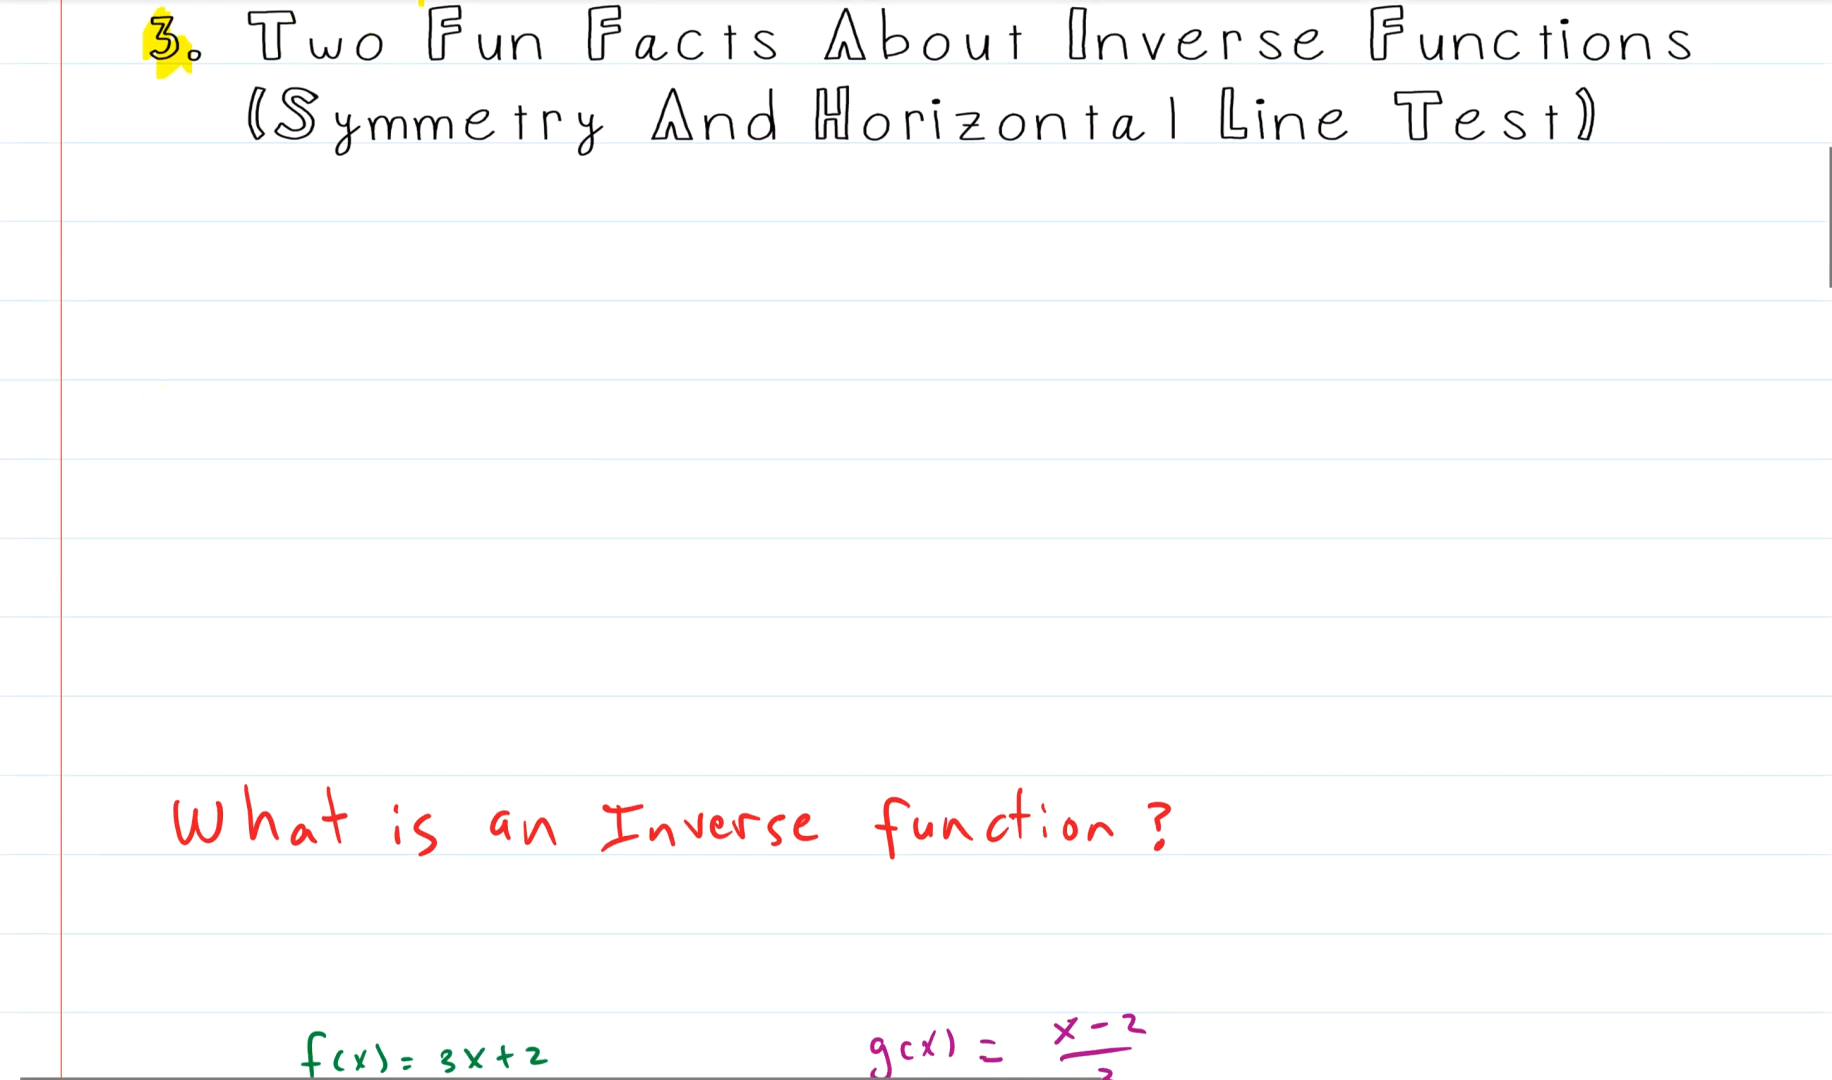 3. Two Fun Facts About Inverse Functions
(Symmetry And Horizontal Line Test)
What is an Inverse function?
f(x) = 3x+2 g(x) = x-2